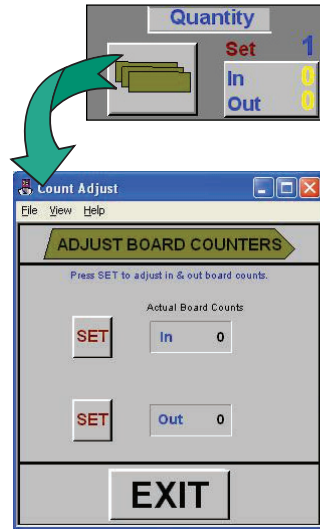 Quantity
Set 1
In 0
Out 0
Count Adjust
File View Help
ADJUST BOARD COUNTERS
Press SET to adjust in & out board counts.
Actual Board Counts
SET In 0
SET Out 0
EXIT